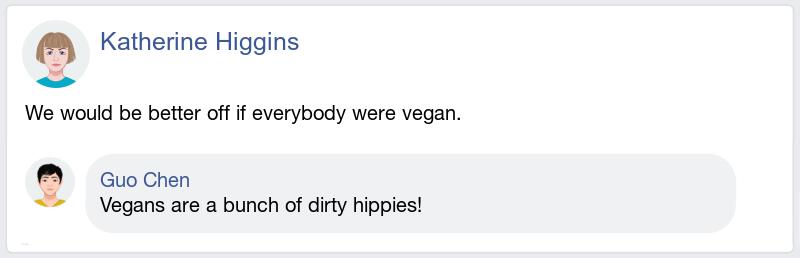 Katherine Higgins
We would be better off if everybody were vegan.
Guo Chen
Vegans are a bunch of dirty hippies!